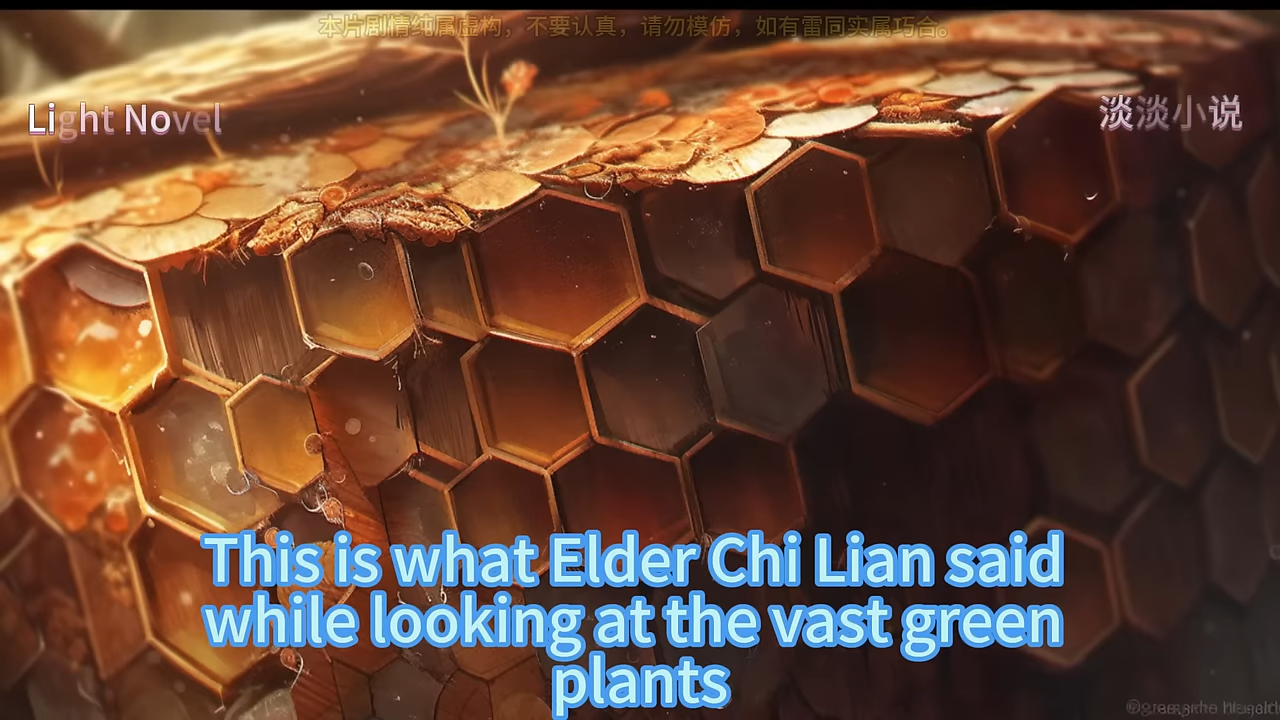 本片剧情纯属虚构，不要认真，请勿模仿，如有雷同实属巧合。
Light Novel
淡淡小说
This is what Elder Chi Lian said
while looking at the vast green
plants